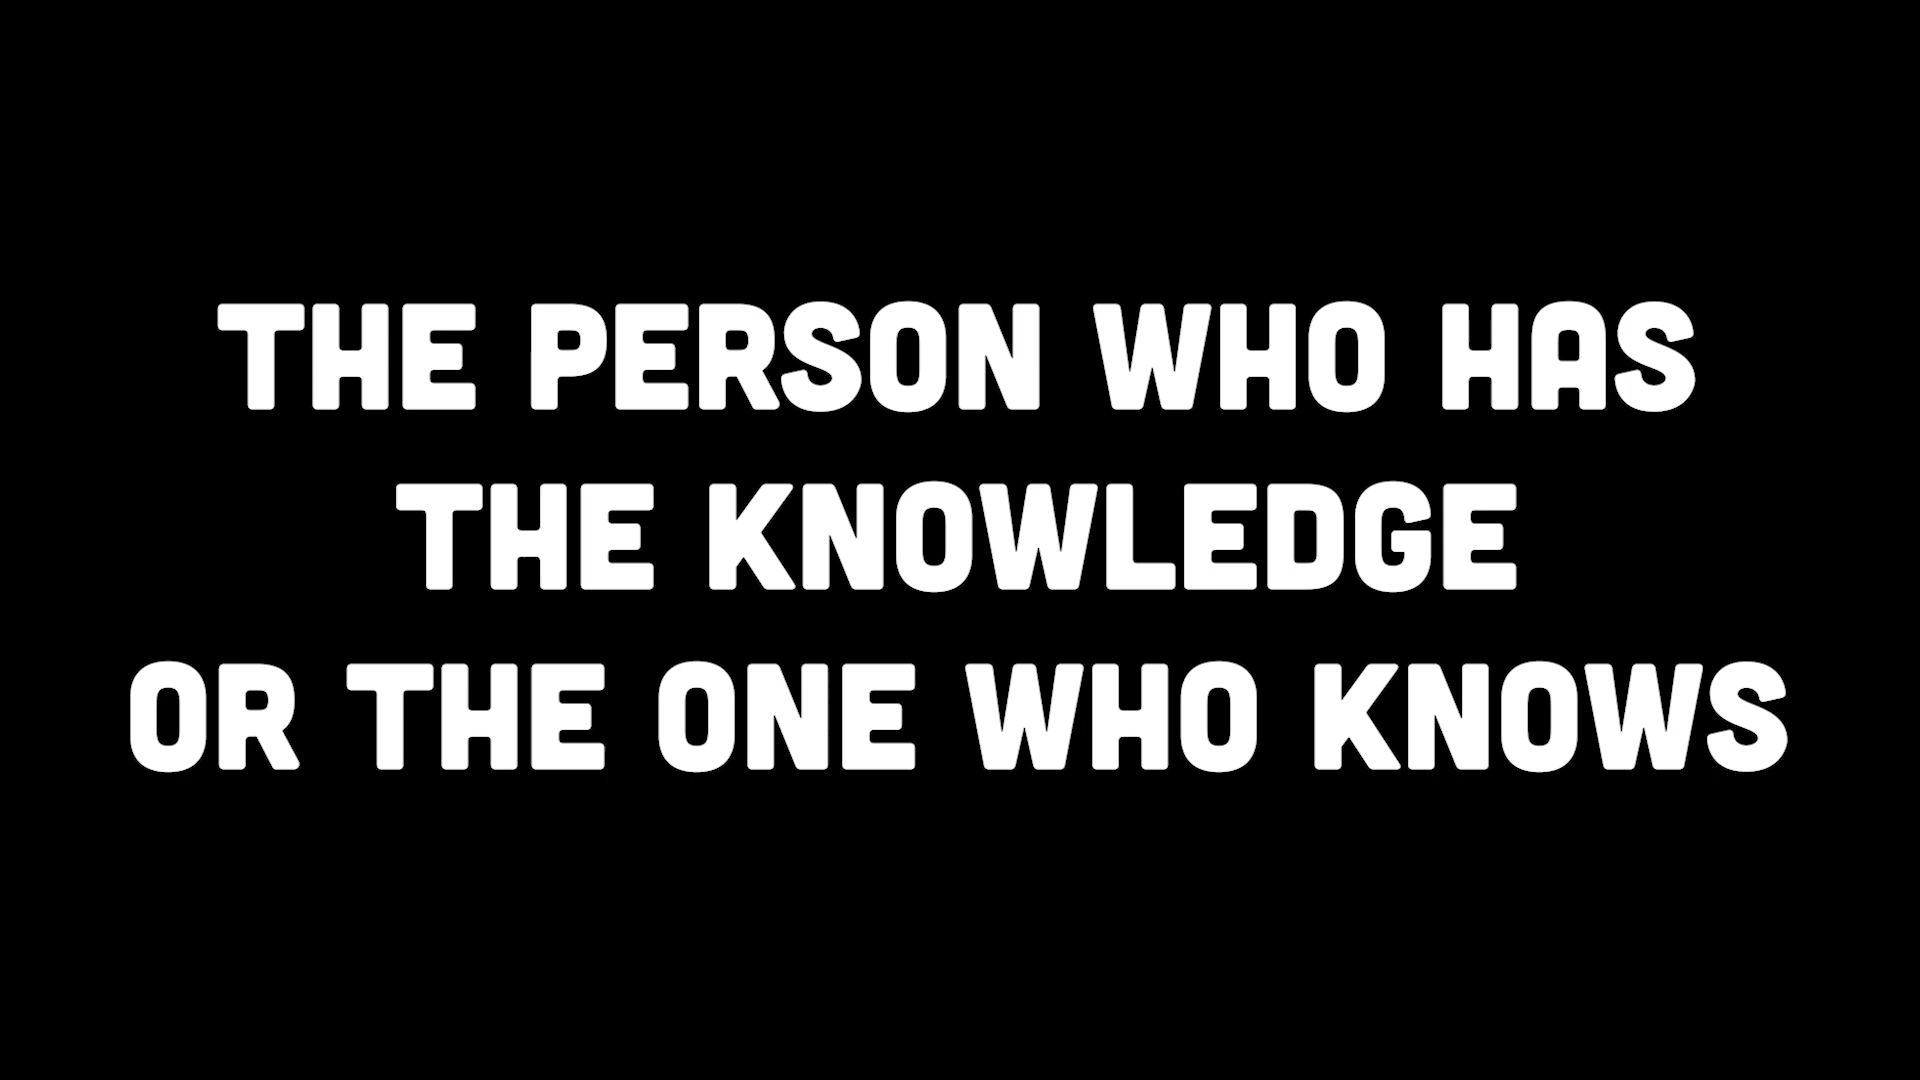 THE PERSON WHO HAS
THE KNOWLEDGE
OR THE ONE WHO KNOWS